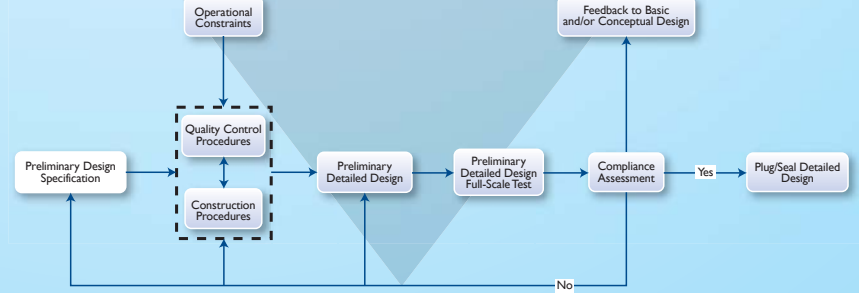 Operational
Constraints
Feedback to Basic
and/or Conceptual Design
Quality Control
Procedures
Preliminary Design
Specification
Preliminary
Detailed Design
Preliminary
Detailed Design
Full-Scale Test
Compliance
Assessment
Yes
Plug/Seal Detailed
Design
Construction
Procedures
No